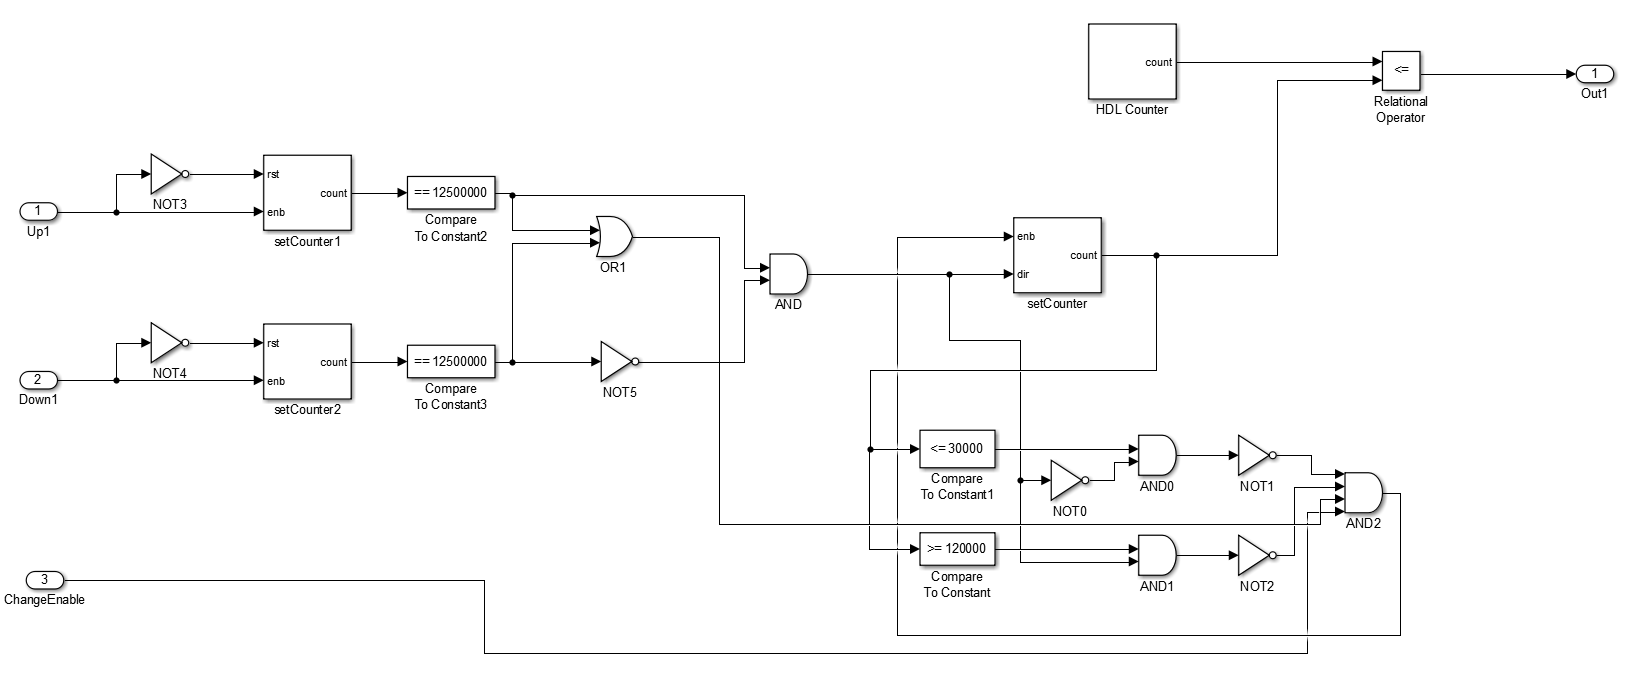 count
HDL Counter
<=
Relational
Operator
1
Out1
1
Up1
NOT3
rst
count
enb
setCounter1
== 12500000
Compare
To Constant2
OR1
AND
enb
count
dir
setCounter
2
Down1
NOT4
rst
count
enb
setCounter2
== 12500000
Compare
To Constant3
NOT5
<= 30000
Compare
To Constant1
NOT0
AND0
NOT1
AND2
>= 120000
Compare
To Constant
AND1
NOT2
3
ChangeEnable